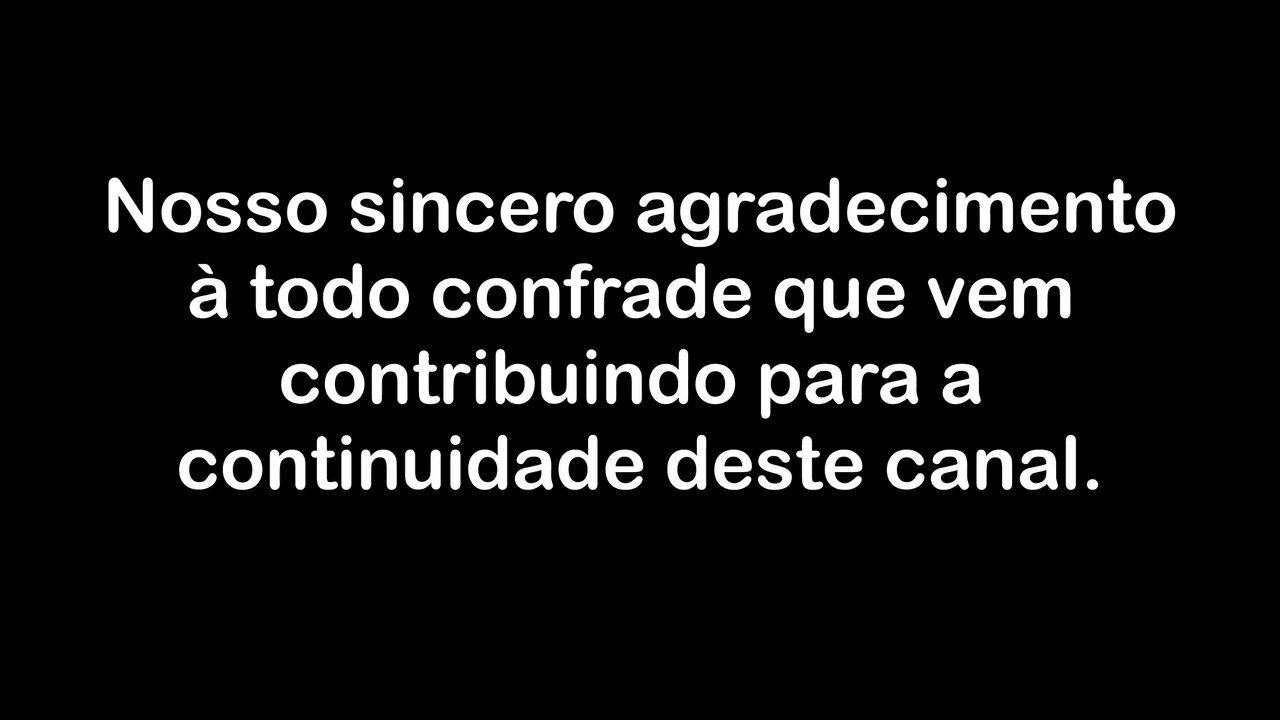 Nosso sincero agradecimento
à todo confrade que vem
contribuindo para a
continuidade deste canal.